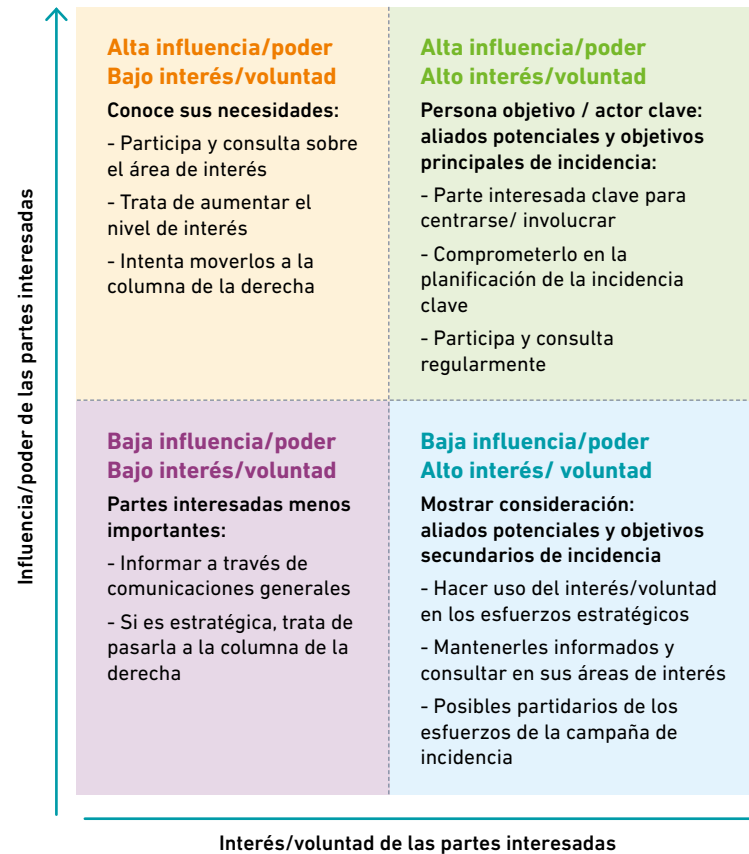 Influencia/poder de las partes interesadas
Alta influencia/poder
Bajo interés/voluntad
Conoce sus necesidades:
- Participa y consulta sobre
el área de interés
- Trata de aumentar el
nivel de interés
- Intenta moverlos a la
columna de la derecha
Alta influencia/poder
Alto interés/voluntad
Persona objetivo / actor clave:
aliados potenciales y objetivos
principales de incidencia:
- Parte interesada clave para
centrarse/ involucrar
- Comprometerlo en la
planificación de la incidencia
clave
- Participa y consulta
regularmente
Baja influencia/poder
Bajo interés/voluntad
Partes interesadas menos
importantes:
- Informar a través de
comunicaciones generales
- Si es estratégica, trata de
pasarla a la columna de la
derecha
Baja influencia/poder
Alto interés/ voluntad
Mostrar consideración:
aliados potenciales y objetivos
secundarios de incidencia
- Hacer uso del interés/voluntad
en los esfuerzos estratégicos
- Mantenerles informados y
consultar en sus áreas de interés
- Posibles partidarios de los
esfuerzos de la campaña de
incidencia
Interés/voluntad de las partes interesadas